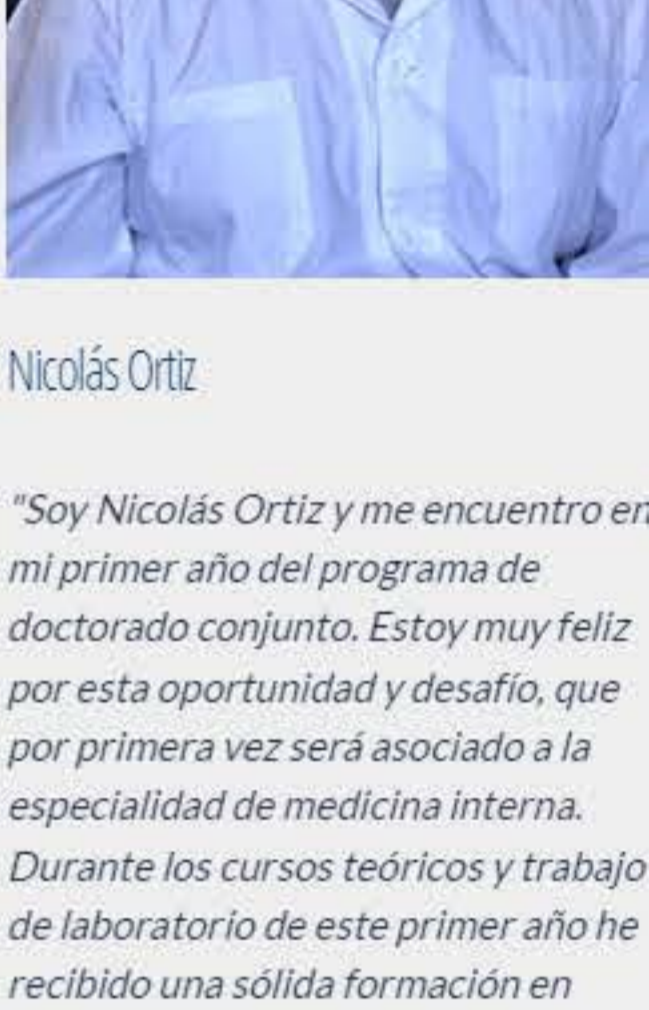 Nicolás Ortiz
"Soy Nicolás Ortiz y me encuentro en
mi primer año del programa de
doctorado conjunto. Estoy muy feliz
por esta oportunidad y desafío, que
por primera vez será asociado a la
especialidad de medicina interna.
Durante los cursos teóricos y trabajo
de laboratorio de este primer año he
recibido una sólida formación en